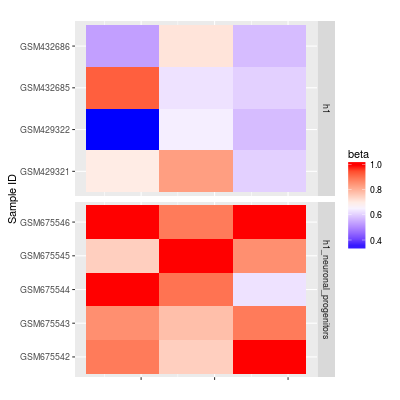 GSM432686
GSM432685
GSM429322
GSM429321
h1
Sample ID
GSM675546
GSM675545
GSM675544
GSM675543
GSM675542
h1_neuronal_progenitors
beta
1.0
0.8
0.6
0.4